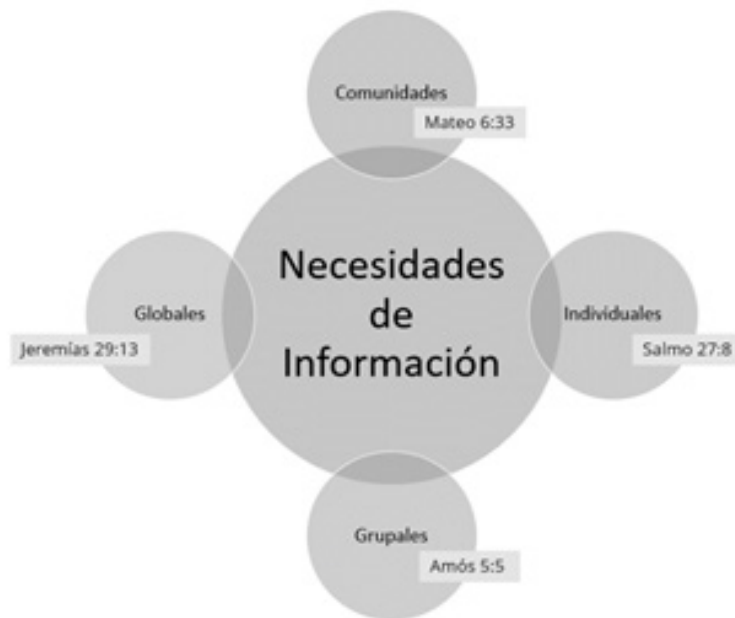 Comunidades
Mateo 6:33
Necesidades
de
Información
Globales
Jeremías 29:13
Individuales
Salmo 27:8
Grupales
Amós 5:5